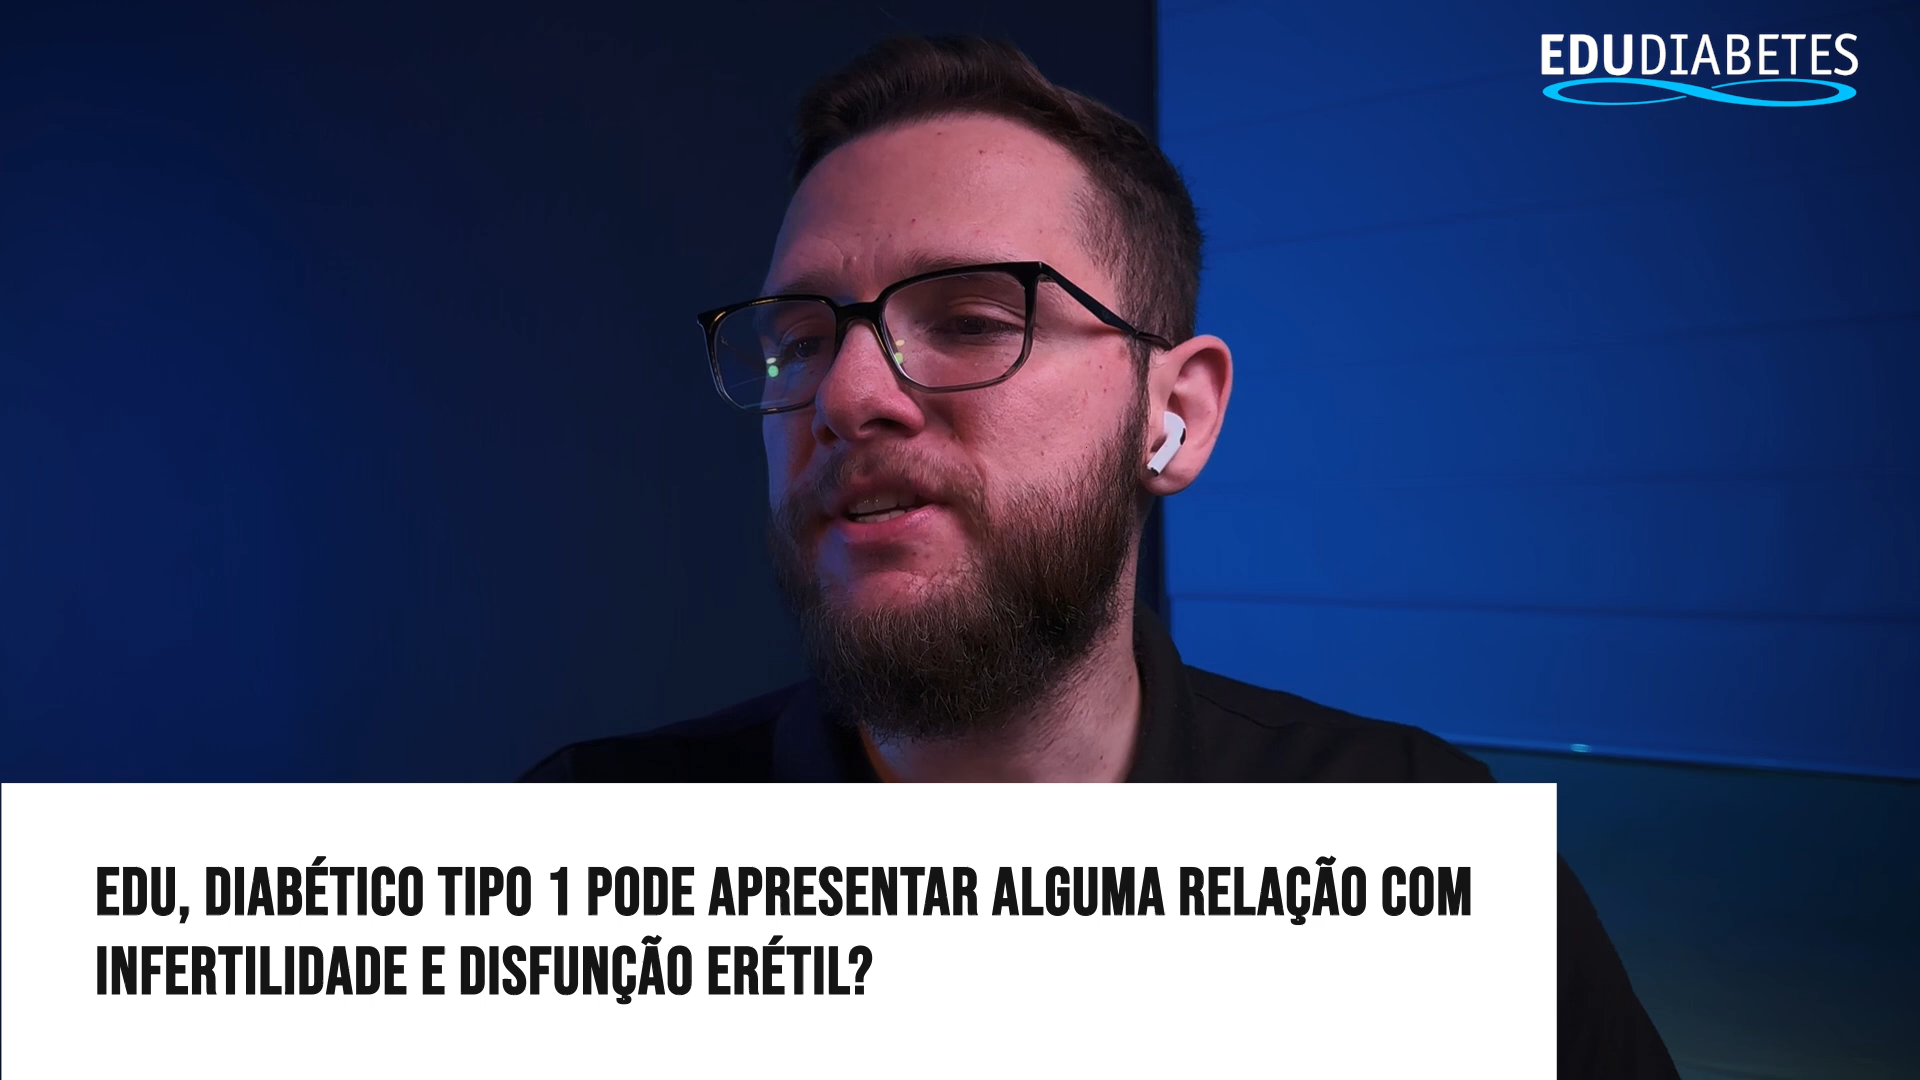 EDUDIABETES
EDU, DIABÉTICO TIPO 1 PODE APRESENTAR ALGUMA RELAÇÃO COM
INFERTILIDADE E DISFUNÇÃO ERÉTIL?